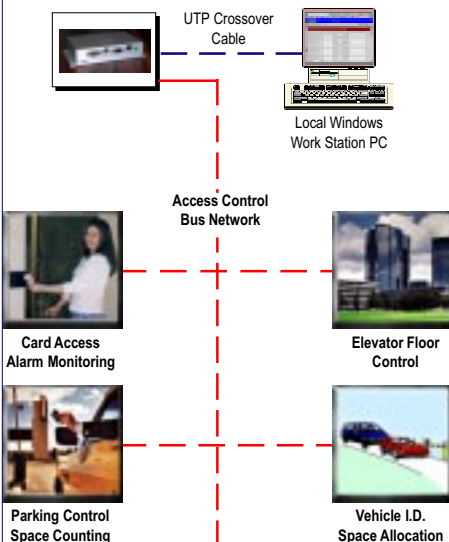 UTP Crossover
Cable
Local Windows
Work Station PC
Access Control
Bus Network
Card Access
Alarm Monitoring
Elevator Floor
Control
Parking Control
Space Counting
Vehicle I.D.
Space Allocation